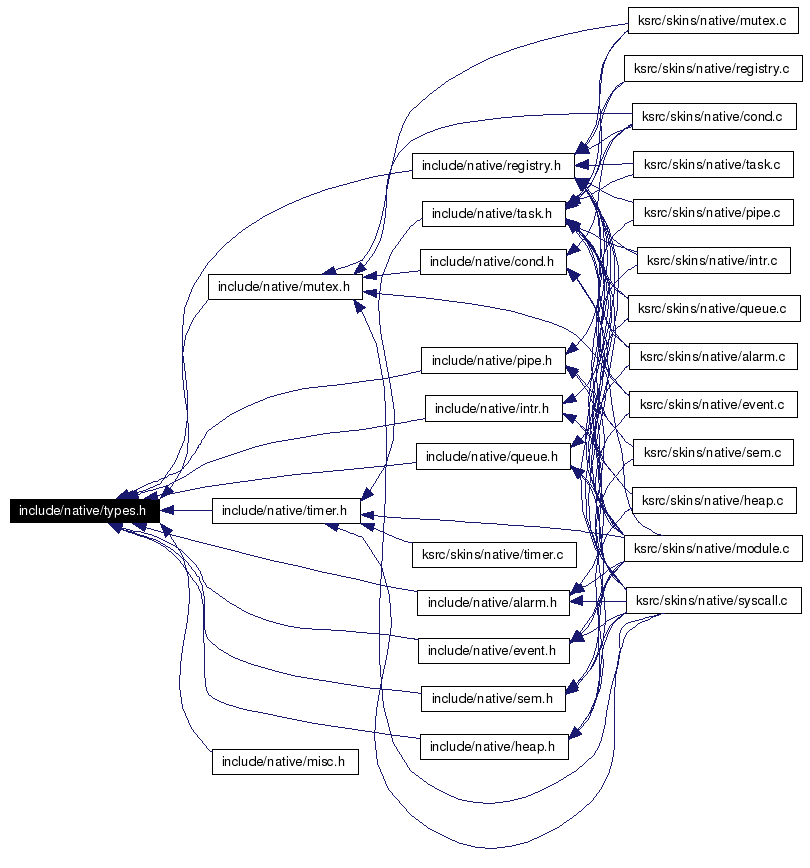 ksrc/skins/native/mutex.c
ksrc/skins/native/registry.c
ksrc/skins/native/cond.c
include/native/registry.h
ksrc/skins/native/task.c
include/native/task.h
ksrc/skins/native/pipe.c
include/native/cond.h
ksrc/skins/native/intr.c
include/native/mutex.h
ksrc/skins/native/queue.c
include/native/pipe.h
ksrc/skins/native/alarm.c
include/native/intr.h
ksrc/skins/native/event.c
include/native/queue.h
ksrc/skins/native/sem.c
ksrc/skins/native/heap.c
include/native/types.h
include/native/timer.h
ksrc/skins/native/timer.c
ksrc/skins/native/module.c
include/native/alarm.h
ksrc/skins/native/syscall.c
include/native/event.h
include/native/sem.h
include/native/heap.h
include/native/misc.h